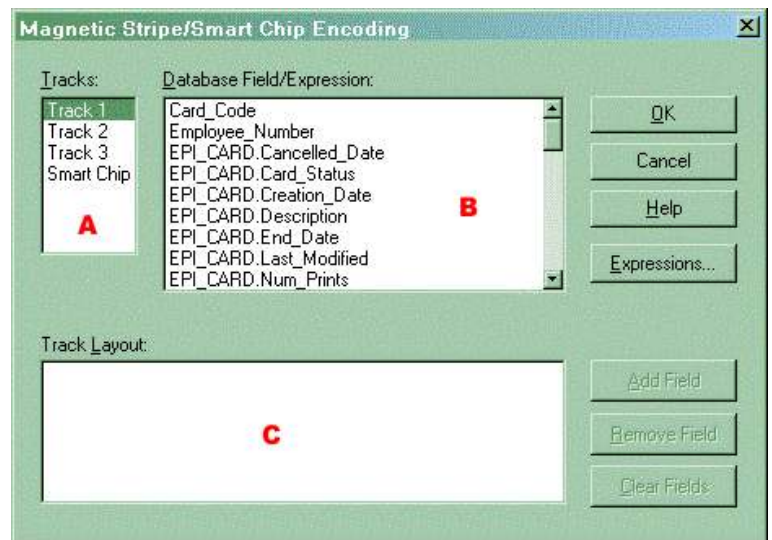 Magnetic Stripe/Smart Chip Encoding
Tracks:
Track 1
Track 2
Track 3
Smart Chip
A
Database Field/Expression:
Card_Code
Employee_Number
EPI_CARD.Cancelled_Date
EPI_CARD.Card_Status
EPI_CARD.Creation_Date
EPI_CARD.Description
EPI_CARD.End_Date
EPI_CARD.Last_Modified
EPI_CARD.Num_Prints
B
OK
Cancel
Help
Expressions...
Track Layout:
C
Add Field
Remove Field
Clear Fields